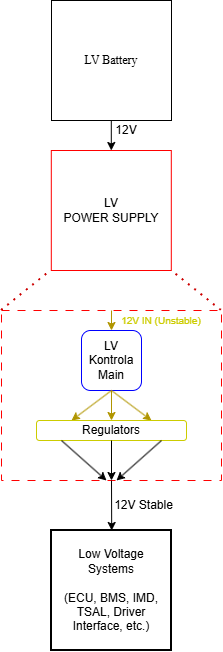 LV Battery
12V
LV
POWER SUPPLY
12V IN (Unstable)
LV
Kontrola
Main
Regulators
12V Stable
Low Voltage
Systems
(ECU, BMS, IMD,
TSAL, Driver
Interface, etc.)